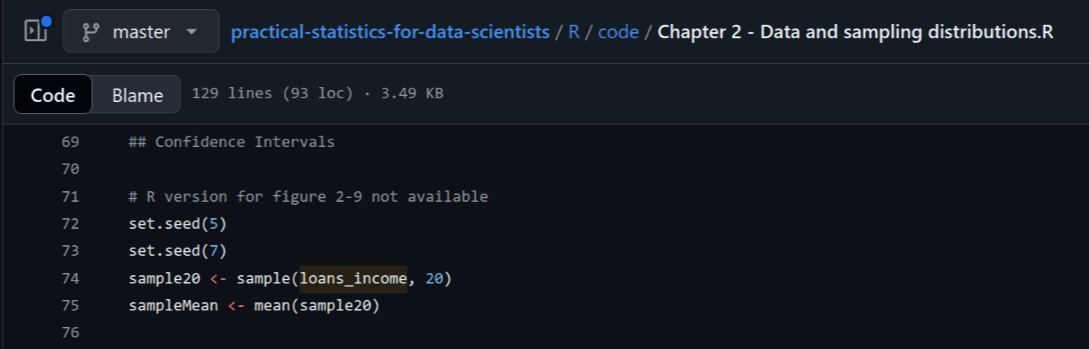 master practical-statistics-for-data-scientists / R / code / Chapter 2 - Data and sampling distributions.R
Code Blame 129 lines (93 loc) · 3.49 KB
69 ## Confidence Intervals
70
71 # R version for figure 2-9 not available
72 set.seed(5)
73 set.seed(7)
74 sample20 <- sample(loans_income, 20)
75 sampleMean <- mean(sample20)
76